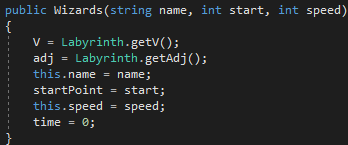 public Wizards(string name, int start, int speed)
{
V = Labyrinth.getV();
adj = Labyrinth.getAdj();
this.name = name;
startPoint = start;
this.speed = speed;
time = 0;
}